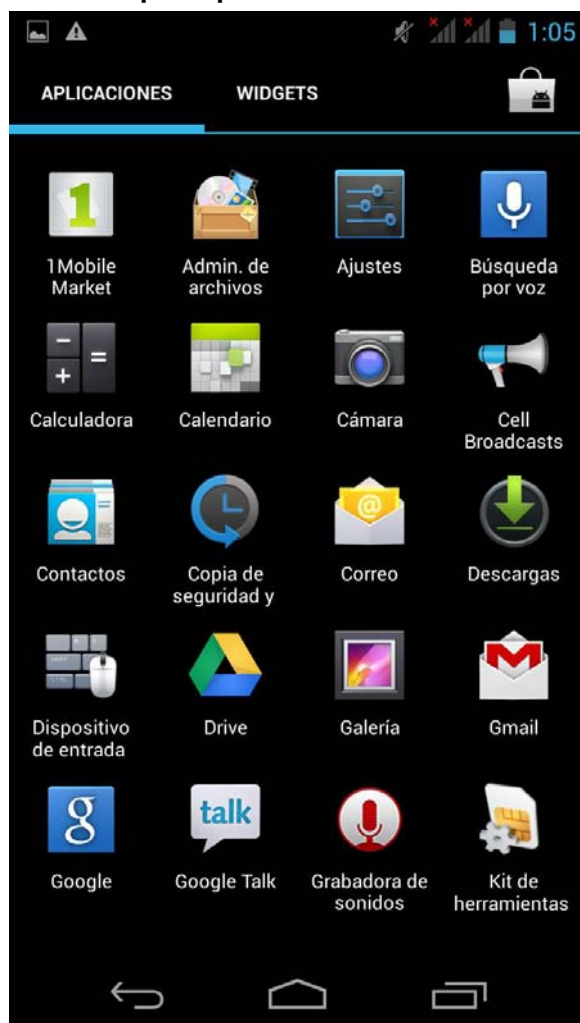 1:05
APLICACIONES WIDGETS
1
1Mobile Market
Admin. de archivos
Ajustes
Búsqueda por voz
Calculadora
Calendario
Cámara
Cell Broadcasts
Contactos
Copia de seguridad y
Correo
Descargas
Dispositivo de entrada
Drive
Galería
Gmail
g
talk
Google
Google Talk
Grabadora de sonidos
Kit de herramientas